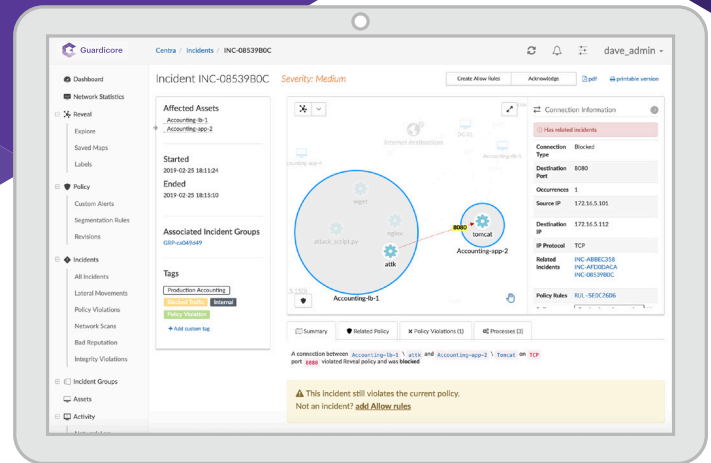 Guardicore
Centra / Incidents / INC-08539B0C
dave_admin
Dashboard
Network Statistics
Reveal
Explore
Saved Maps
Labels
Policy
Custom Alerts
Segmentation Rules
Revisions
Incidents
All Incidents
Lateral Movements
Policy Violations
Network Scans
Bad Reputation
Integrity Violations
Incident Groups
Assets
Activity
Incident INC-08539B0C Severity: Medium
Create Allow Rules Acknowledge pdf printable version
Affected Assets
Accounting-lb-1
Accounting-app-2
Started
2019-02-25 18:11:24
Ended
2019-02-25 18:15:10
Associated Incident Groups
GRP-ca049d49
Tags
Production Accounting
Blocked Traffic Internal
Policy Violation
+ Add custom tag
Internet destinations
DC-01
Accounting-db-1
wget
nginx
attack_script.py
attk
8080
tomcat
Accounting-app-2
Accounting-lb-1
Connection Information
Has related incidents
Connection Type Blocked
Destination Port 8080
Occurrences 1
Source IP 172.16.5.101
Destination IP 172.16.5.112
IP Protocol TCP
Related Incidents INC-ABBEC358
INC-AFD0DACA
INC-08539B0C
Policy Rules RUL-5E0C26D6
Summary Related Policy Policy Violations (1) Processes (3)
A connection between Accounting-lb-1 \ attk and Accounting-app-2 \ Tomcat on TCP
port 8080 violated Reveal policy and was blocked
This incident still violates the current policy.
Not an incident? add Allow rules